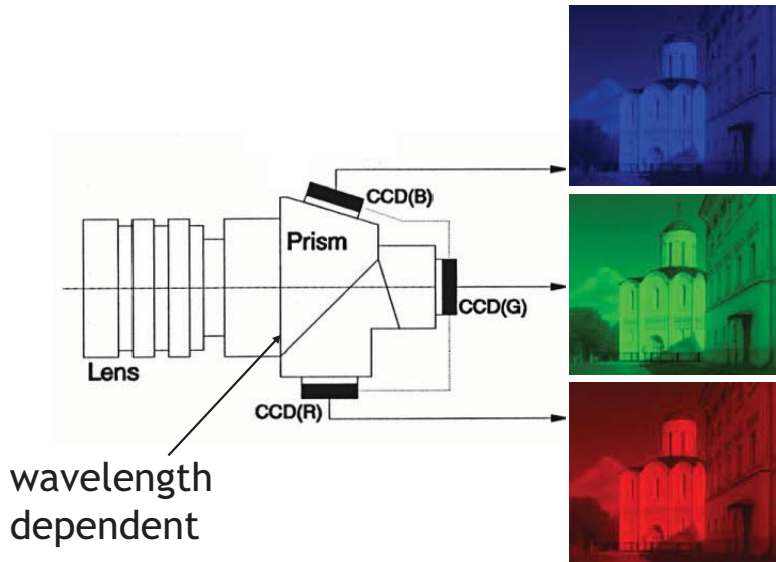 CCD(B)
Prism
CCD(G)
Lens
CCD(R)
wavelength
dependent